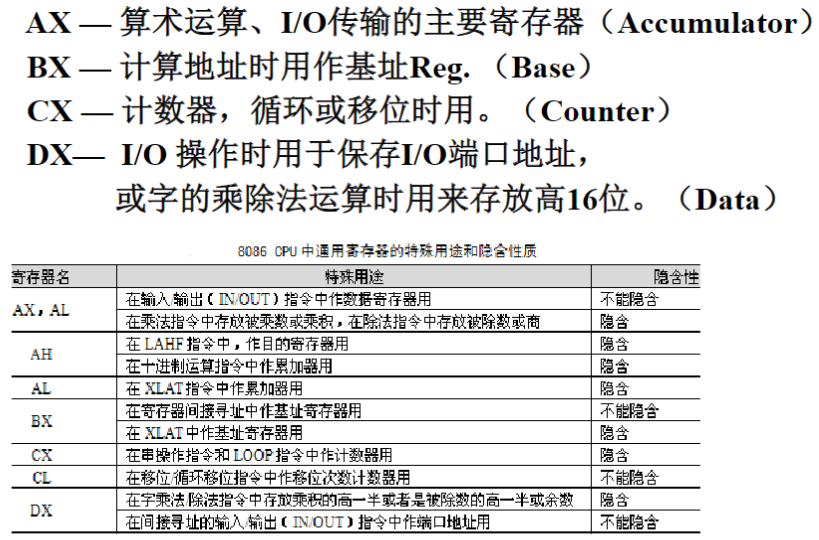 AX — 算术运算、I/O传输的主要寄存器（Accumulator）
BX — 计算地址时用作基址Reg. （Base）
CX — 计数器，循环或移位时用。（Counter）
DX— I/O 操作时用于保存I/O端口地址，
或字的乘除法运算时用来存放高16位。（Data）
8086 CPU 中通用寄存器的特殊用途和隐含性质
寄存器名 特殊用途 隐含性
AX，AL 在输入/输出（IN/OUT）指令中作数据寄存器用 不能隐含
在乘法指令中存放被乘数或乘积，在除法指令中存放被除数或商 隐含
AH 在 LAHF 指令中，作目的寄存器用 隐含
在十进制运算指令中作累加器用 隐含
AL 在 XLAT 指令中作累加器用 隐含
BX 在寄存器间接寻址中作基址寄存器用 不能隐含
在 XLAT 中作基址寄存器用 隐含
CX 在串操作指令和 LOOP 指令中作计数器用 隐含
CL 在移位/循环移位指令中作移位次数计数器用 不能隐含
DX 在字乘法/除法指令中存放乘积的高一半或者是被除数的高一半或余数 隐含
在间接寻址的输入/输出（IN/OUT）指令中作端口地址用 不能隐含